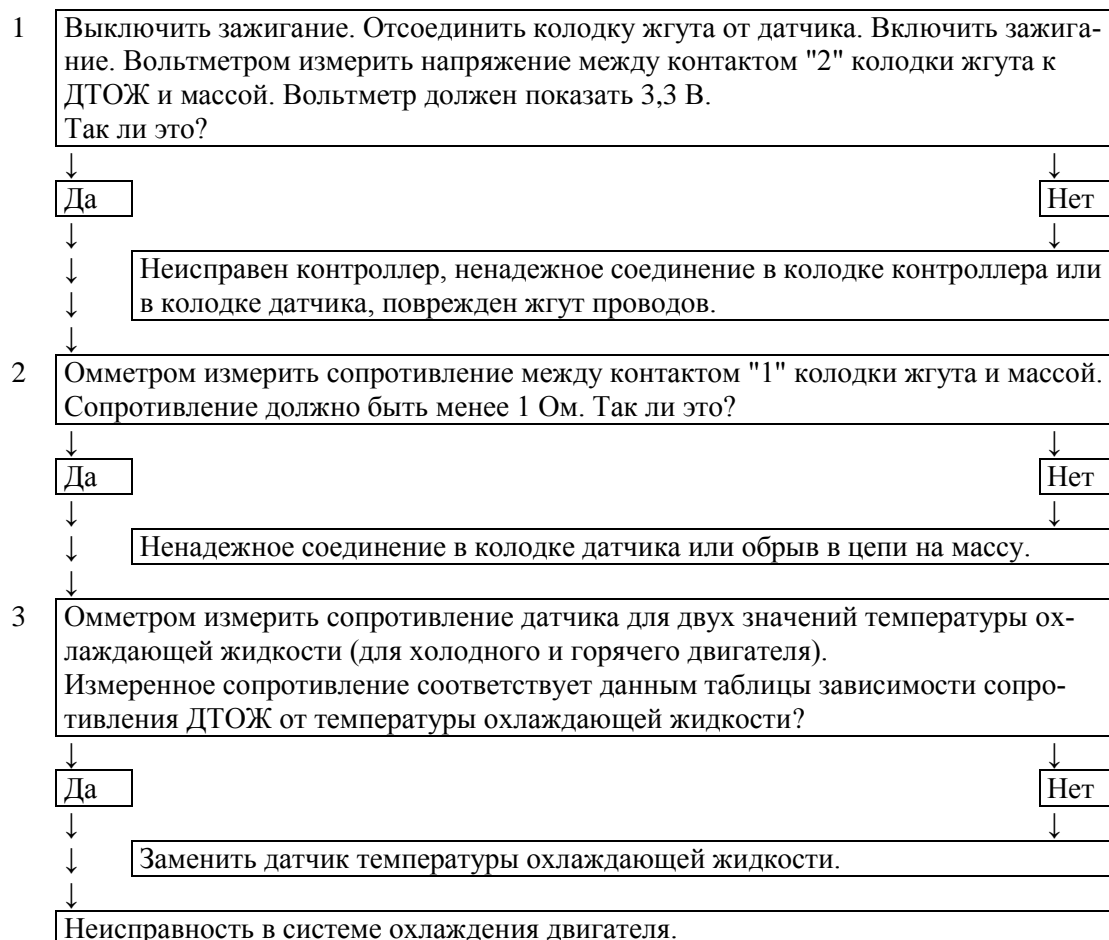 1 Выключить зажигание. Отсоединить колодку жгута от датчика. Включить зажига-
ние. Вольтметром измерить напряжение между контактом "2" колодки жгута к
ДТОЖ и массой. Вольтметр должен показать 3,3 В.
Так ли это?
↓ ↓
Да Нет
↓ ↓
↓ Неисправен контроллер, ненадежное соединение в колодке контроллера или
↓ в колодке датчика, поврежден жгут проводов.
↓
2 Омметром измерить сопротивление между контактом "1" колодки жгута и массой.
Сопротивление должно быть менее 1 Ом. Так ли это?
↓ ↓
Да Нет
↓ ↓
↓ Ненадежное соединение в колодке датчика или обрыв в цепи на массу.
↓
3 Омметром измерить сопротивление датчика для двух значений температуры ох-
лаждающей жидкости (для холодного и горячего двигателя).
Измеренное сопротивление соответствует данным таблицы зависимости сопро-
тивления ДТОЖ от температуры охлаждающей жидкости?
↓ ↓
Да Нет
↓ ↓
↓ Заменить датчик температуры охлаждающей жидкости.
↓
Неисправность в системе охлаждения двигателя.